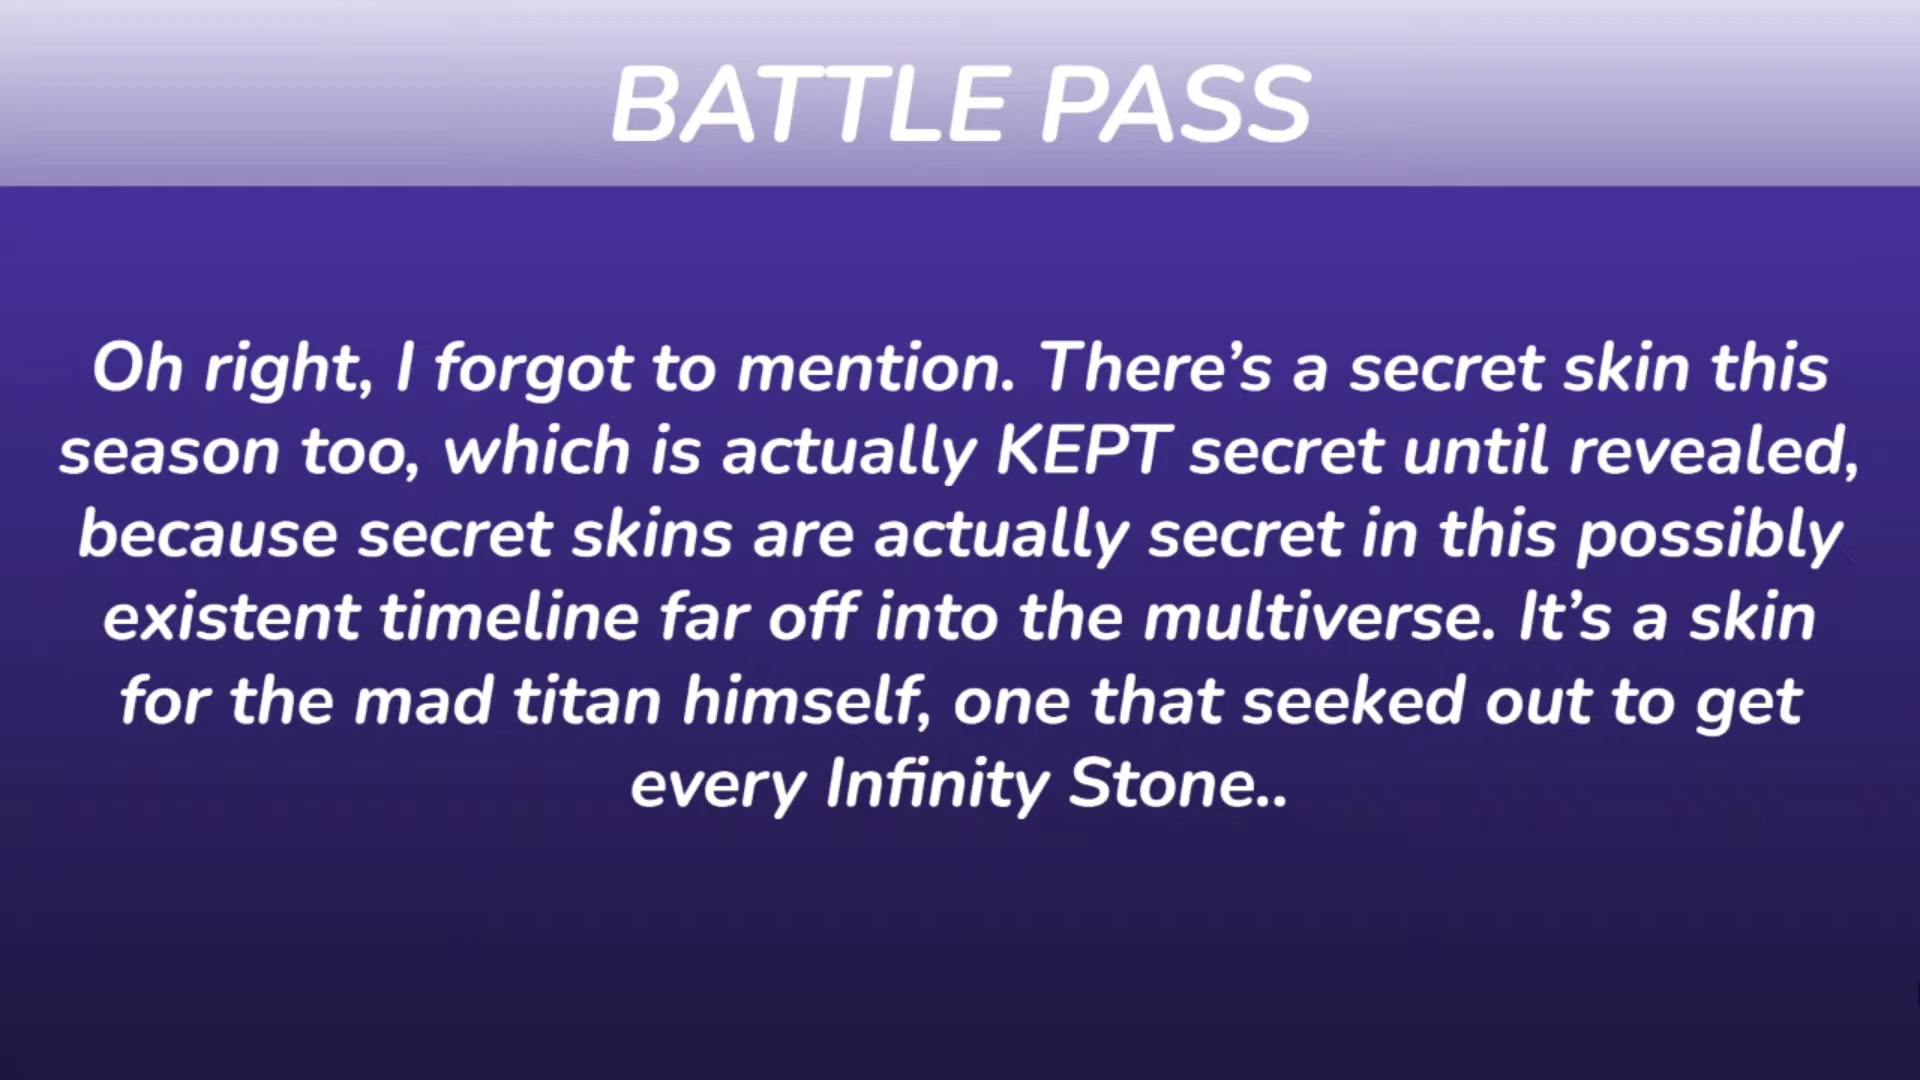 BATTLE PASS
Oh right, I forgot to mention. There’s a secret skin this
season too, which is actually KEPT secret until revealed,
because secret skins are actually secret in this possibly
existent timeline far off into the multiverse. It’s a skin
for the mad titan himself, one that seeked out to get
every Infinity Stone..